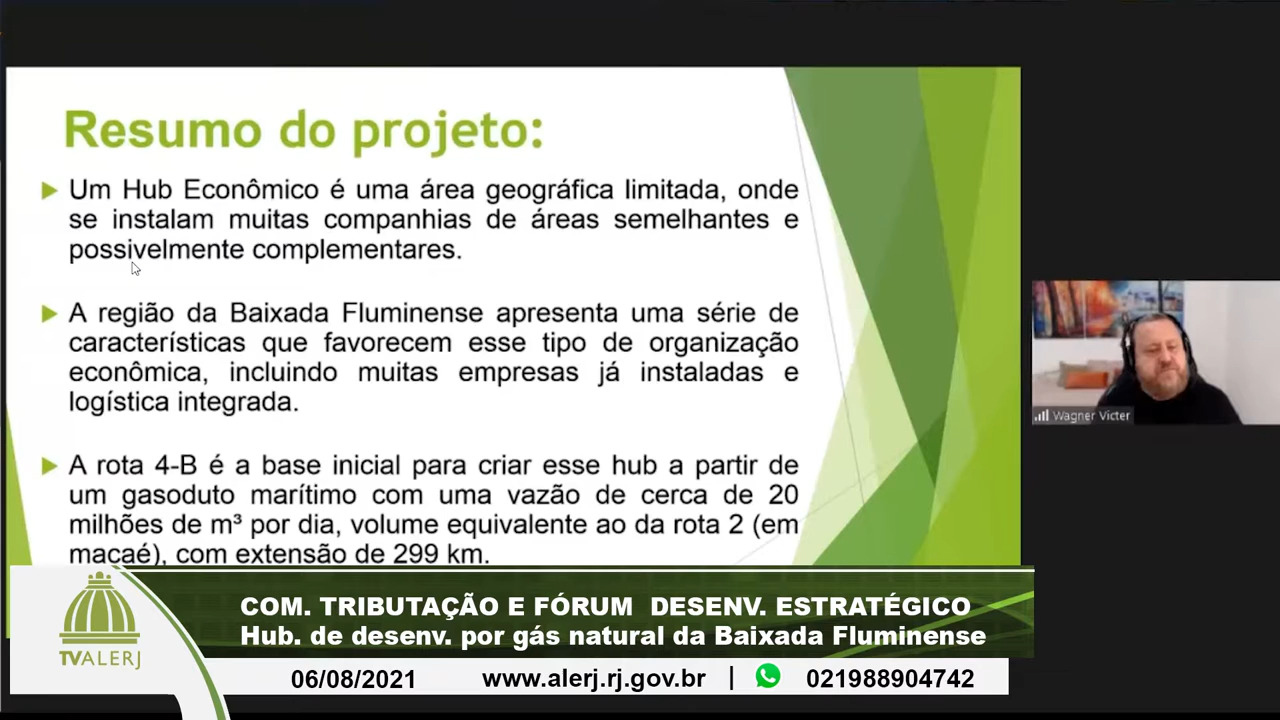 Resumo do projeto:
Um Hub Econômico é uma área geográfica limitada, onde
se instalam muitas companhias de áreas semelhantes e
possivelmente complementares.
A região da Baixada Fluminense apresenta uma série de
características que favorecem esse tipo de organização
econômica, incluindo muitas empresas já instaladas e
logística integrada.
A rota 4-B é a base inicial para criar esse hub a partir de
um gasoduto marítimo com uma vazão de cerca de 20
milhões de m³ por dia, volume equivalente ao da rota 2 (em
macaé), com extensão de 299 km.
Wagner Victer
COM. TRIBUTAÇÃO E FÓRUM DESENV. ESTRATÉGICO
Hub. de desenv. por gás natural da Baixada Fluminense
TVALERJ
06/08/2021 www.alerj.rj.gov.br | 021988904742